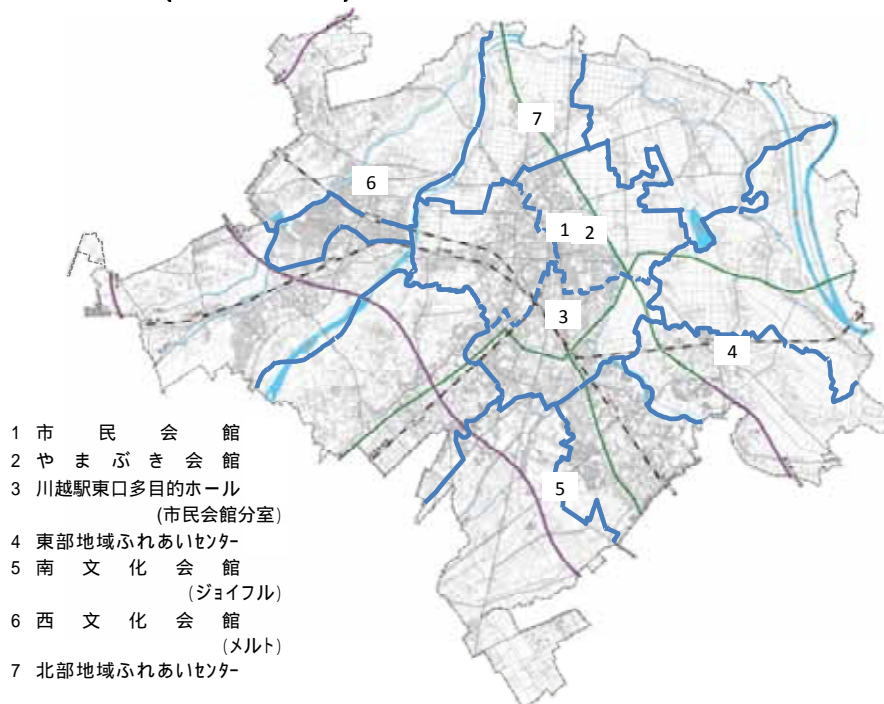 7
6
1 2
3
4
5
1 市民会館
2 やまぶき会館
3 川越駅東口多目的ホール
(市民会館分室)
4 東部地域ふれあいセンター
5 南文化会館
(ジョイフル)
6 西文化会館
(メルト)
7 北部地域ふれあいセンター